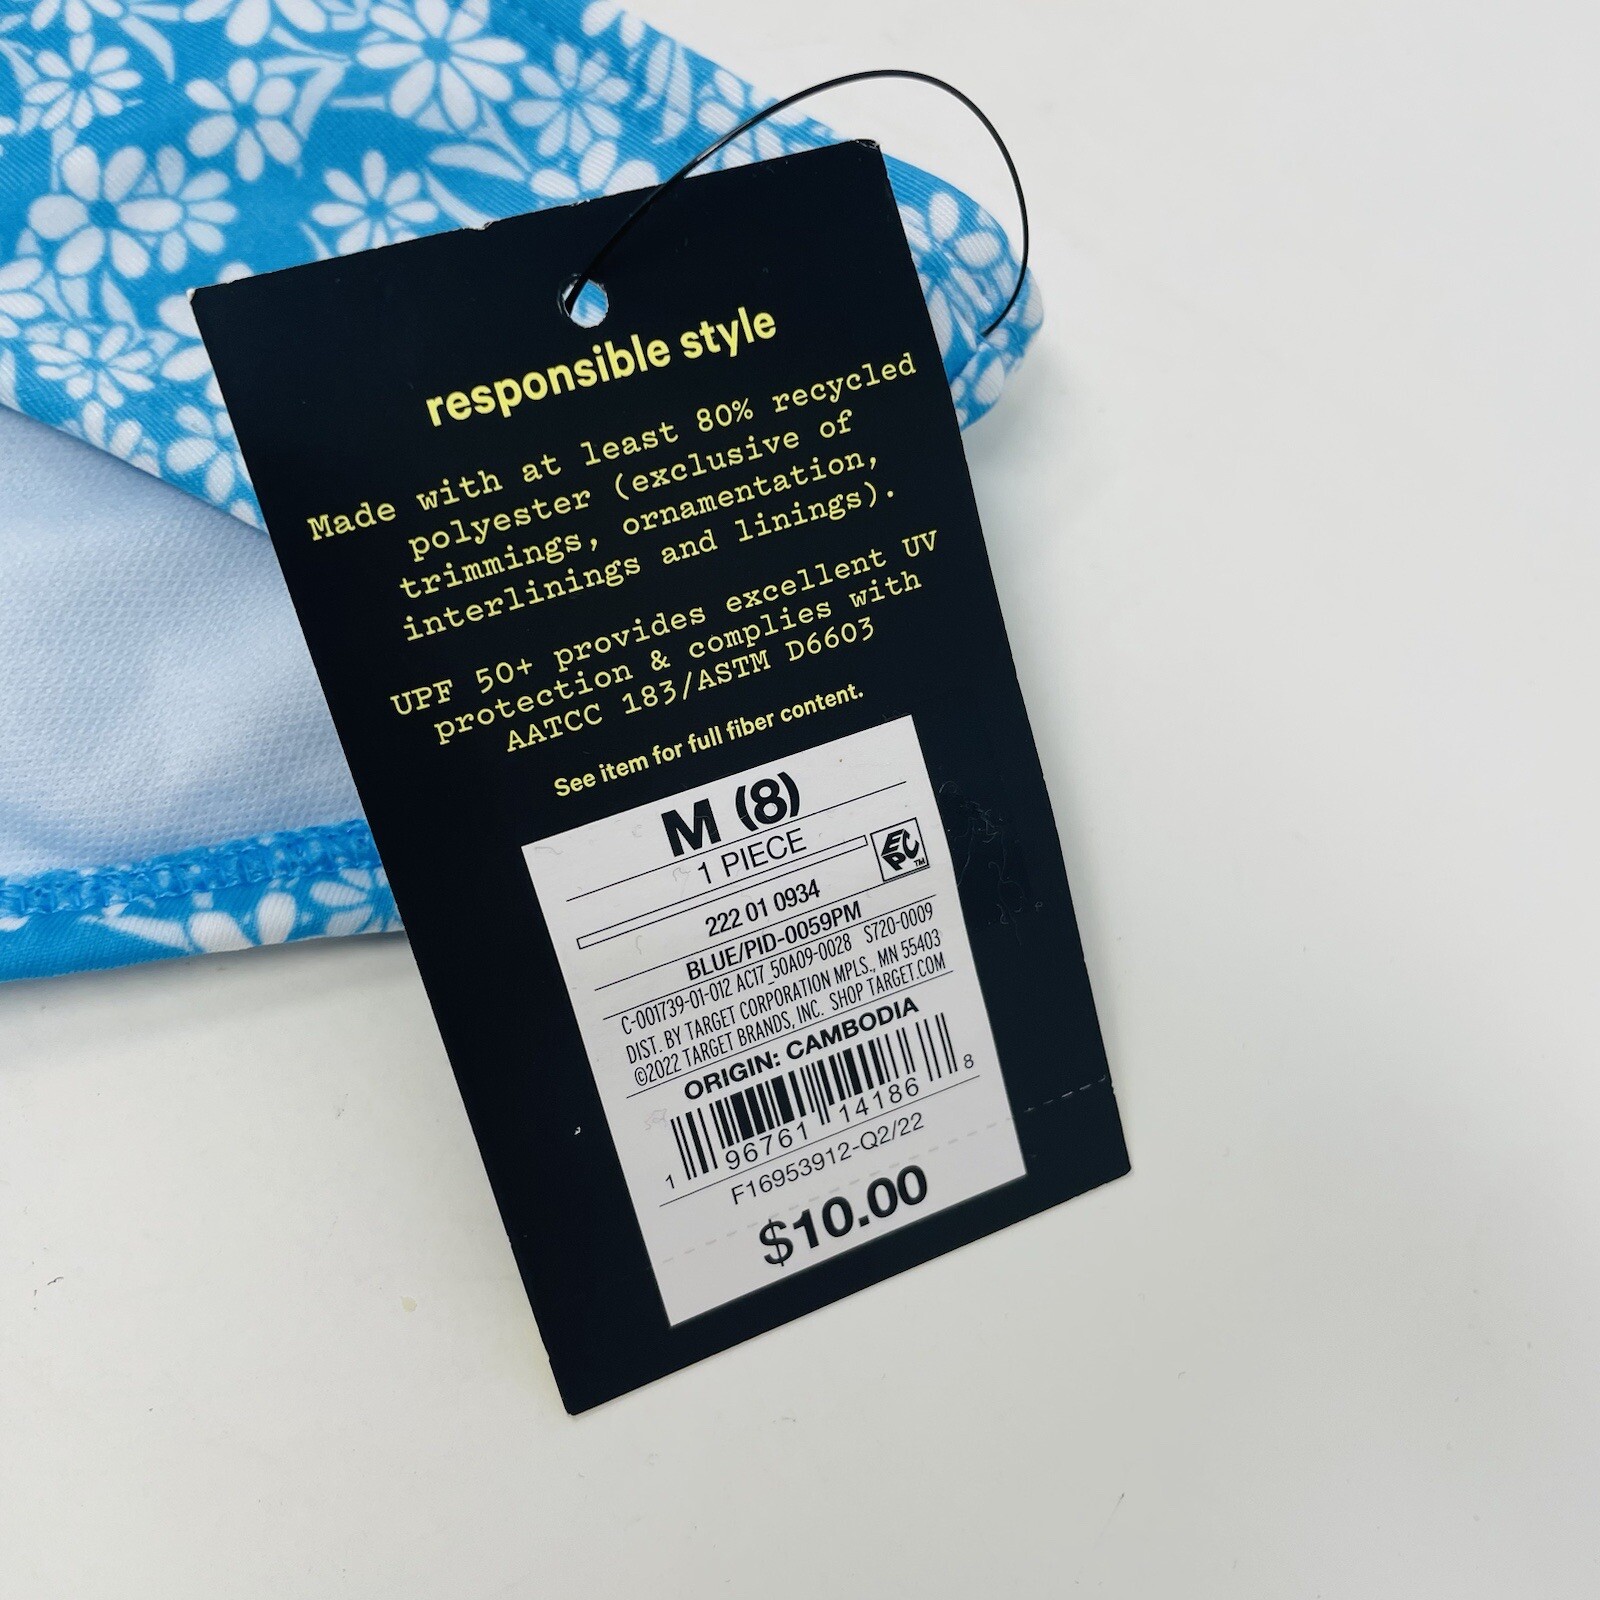 responsible style
Made with at least 80% recycled
polyester (exclusive of
trimmings, ornamentation,
interlinings and linings).
UPF 50+ provides excellent UV
protection & complies with
AATCC 183/ASTM D6603
See item for full fiber content.
M (8)
1 PIECE
EPC™
222 01 0934
BLUE/PID-0059PM
C-001739-01-012 AC17 50A09-0028 S720-0009
DIST. BY TARGET CORPORATION MPLS., MN 55403
©2022 TARGET BRANDS, INC. SHOP TARGET.COM
ORIGIN: CAMBODIA
1 96761 14186 8
F16953912-Q2/22
$10.00